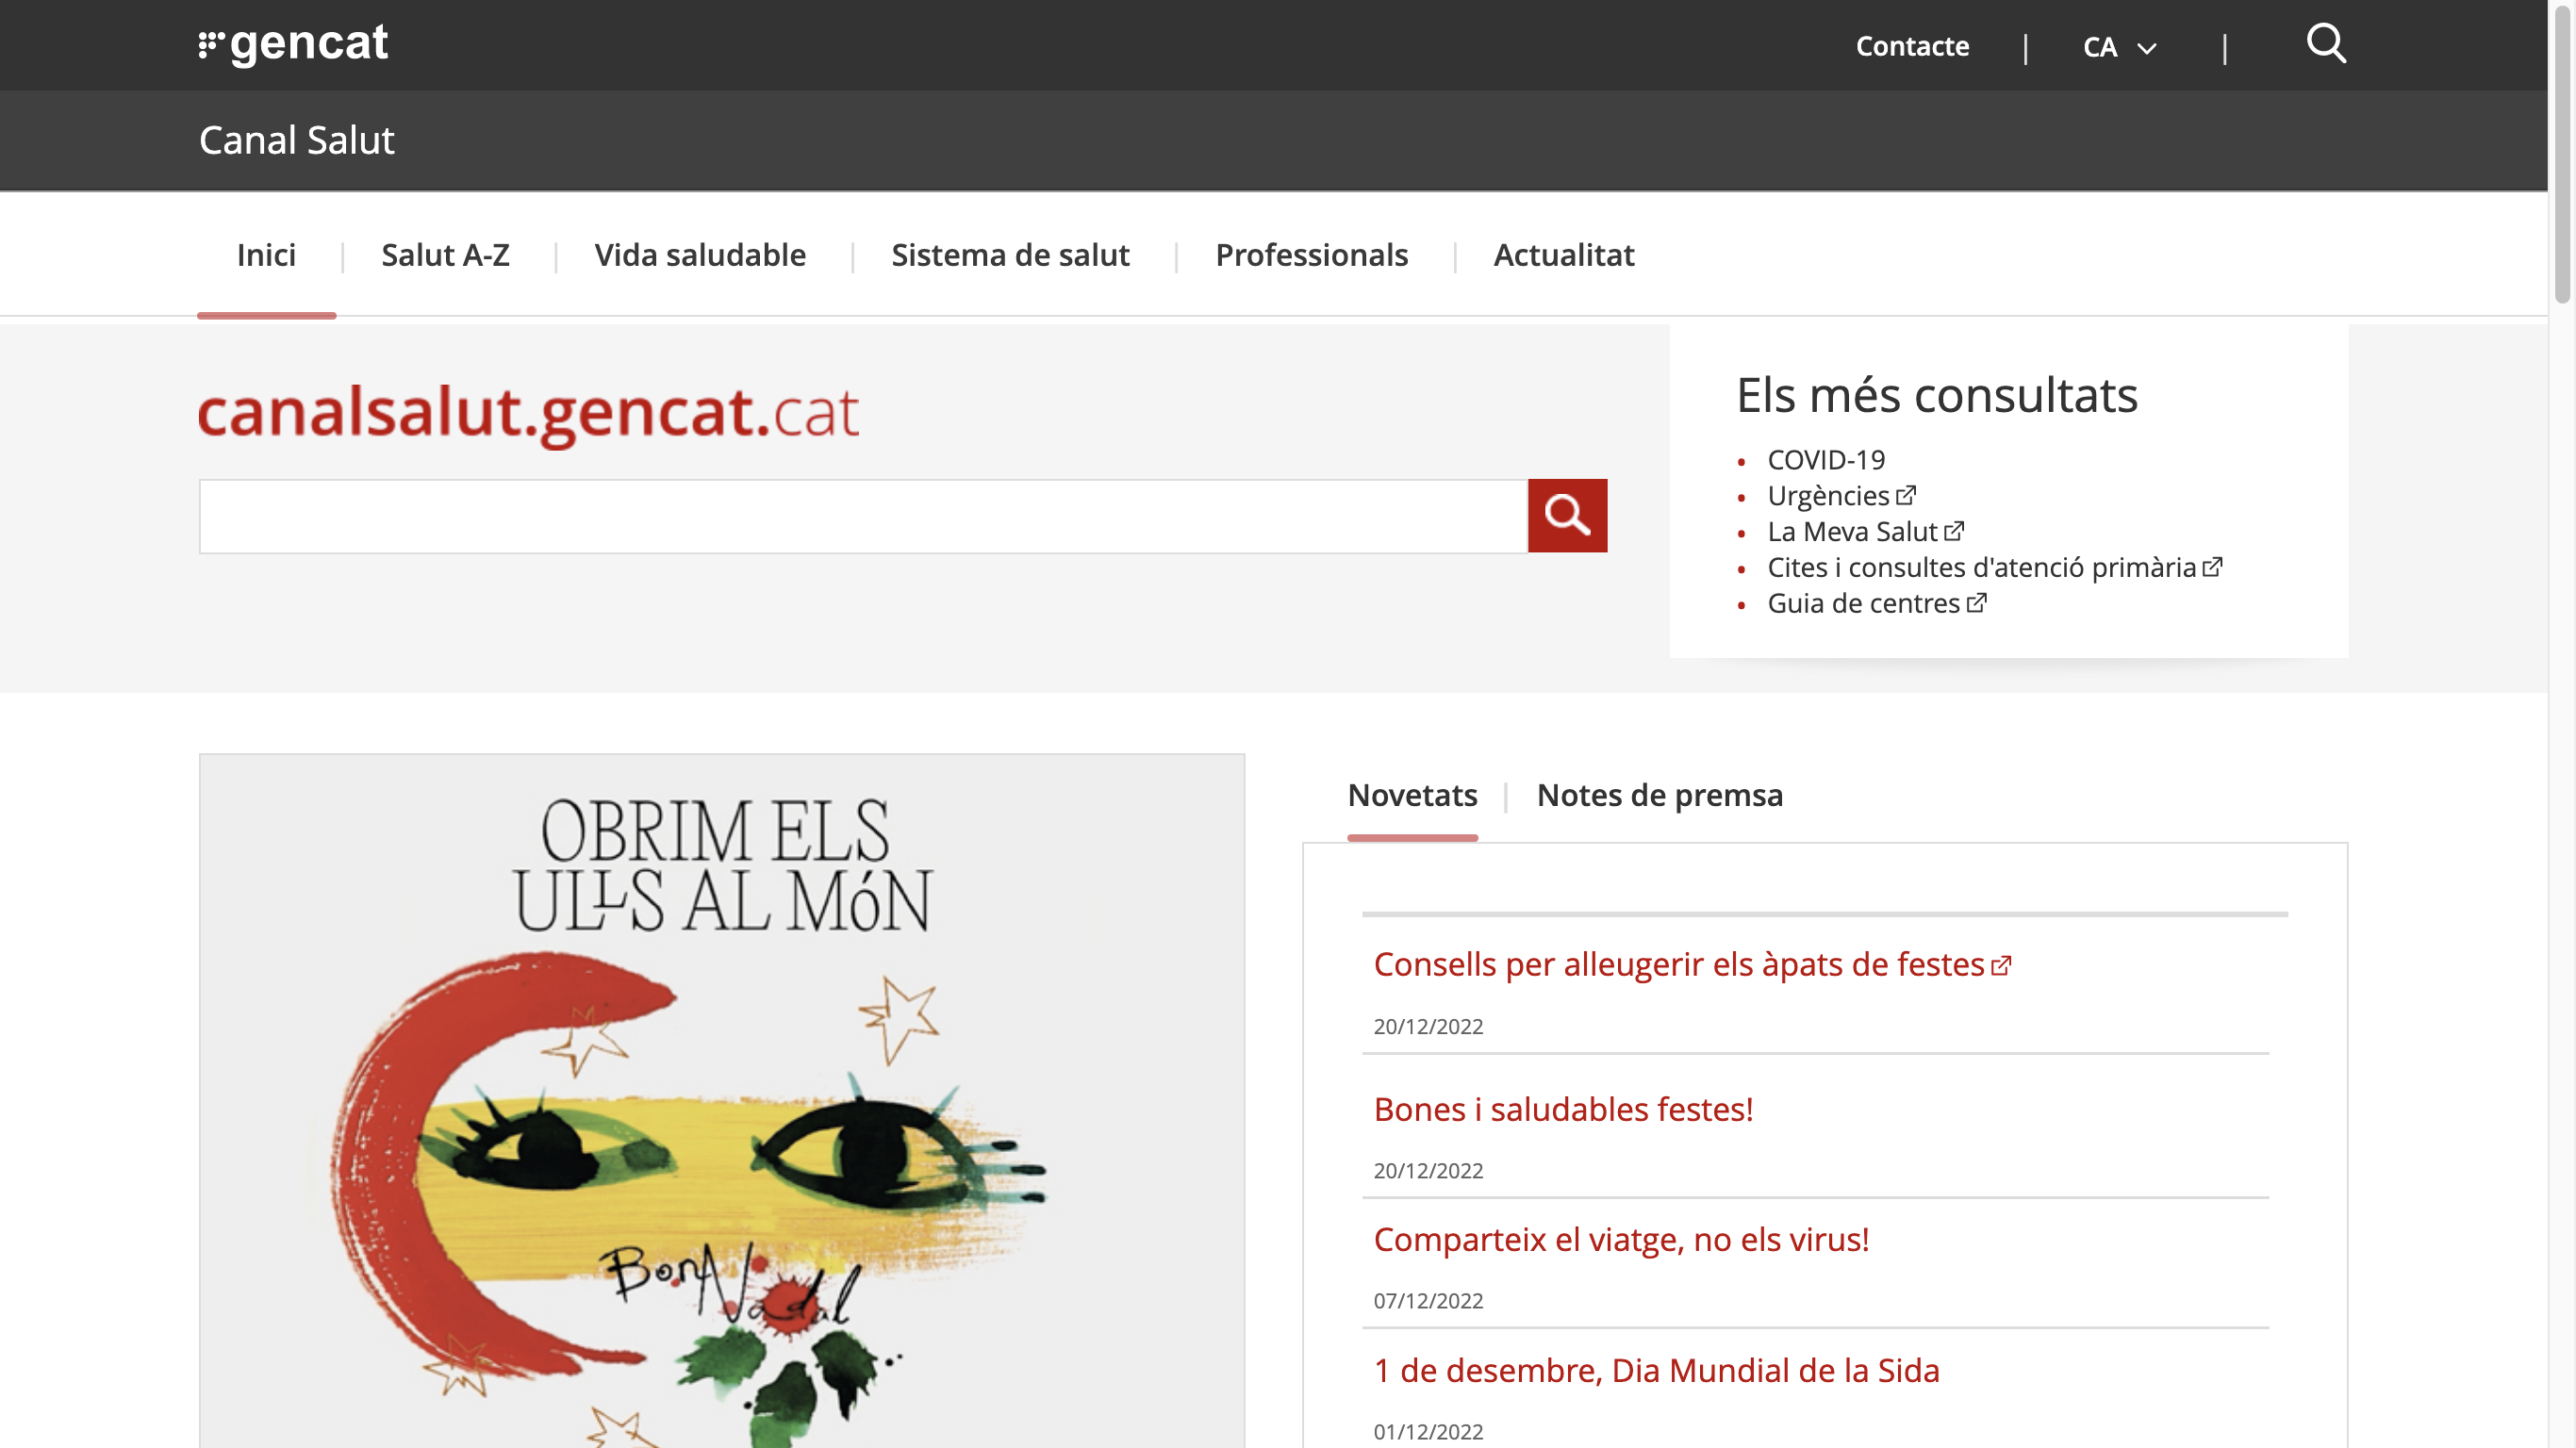 gencat
Contacte
CA
Canal Salut
Inici
Salut A-Z
Vida saludable
Sistema de salut
Professionals
Actualitat
canalsalut.gencat.cat
Els més consultats
COVID-19
Urgències
La Meva Salut
Cites i consultes d'atenció primària
Guia de centres
OBRIM ELS
ULLS AL MóN
Bon Nadal
Novetats
Notes de premsa
Consells per alleugerir els àpats de festes
20/12/2022
Bones i saludables festes!
20/12/2022
Comparteix el viatge, no els virus!
07/12/2022
1 de desembre, Dia Mundial de la Sida
01/12/2022